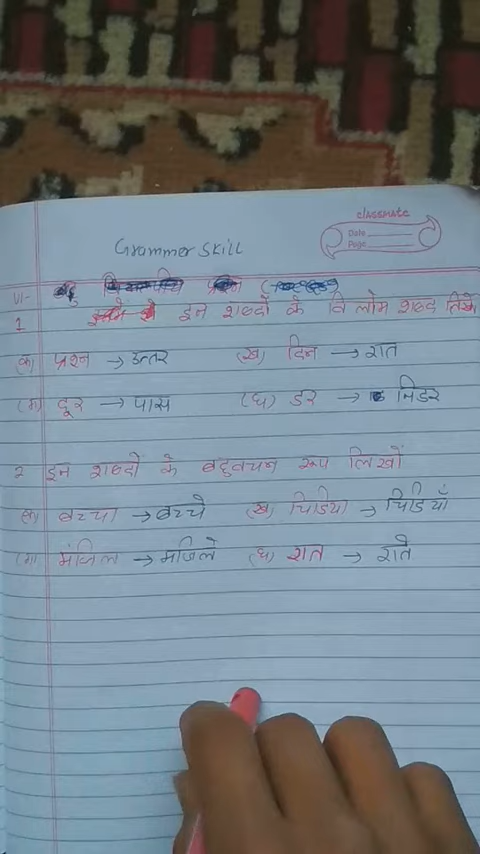 classmate
Date
Page
Grammer Skill
VI-
1 इन शब्दों के विलोम शब्द लिखो
(क) प्रश्न → उत्तर (ख) दिन → रात
(ग) दूर → पास (घ) डर → निडर
2 इन शब्दों के बहुवचन रूप लिखों
(क) बच्चा → बच्चे (ख) चिडिया → चिडियाँ
(ग) मंजिल → मंजिले (घ) रात → राते